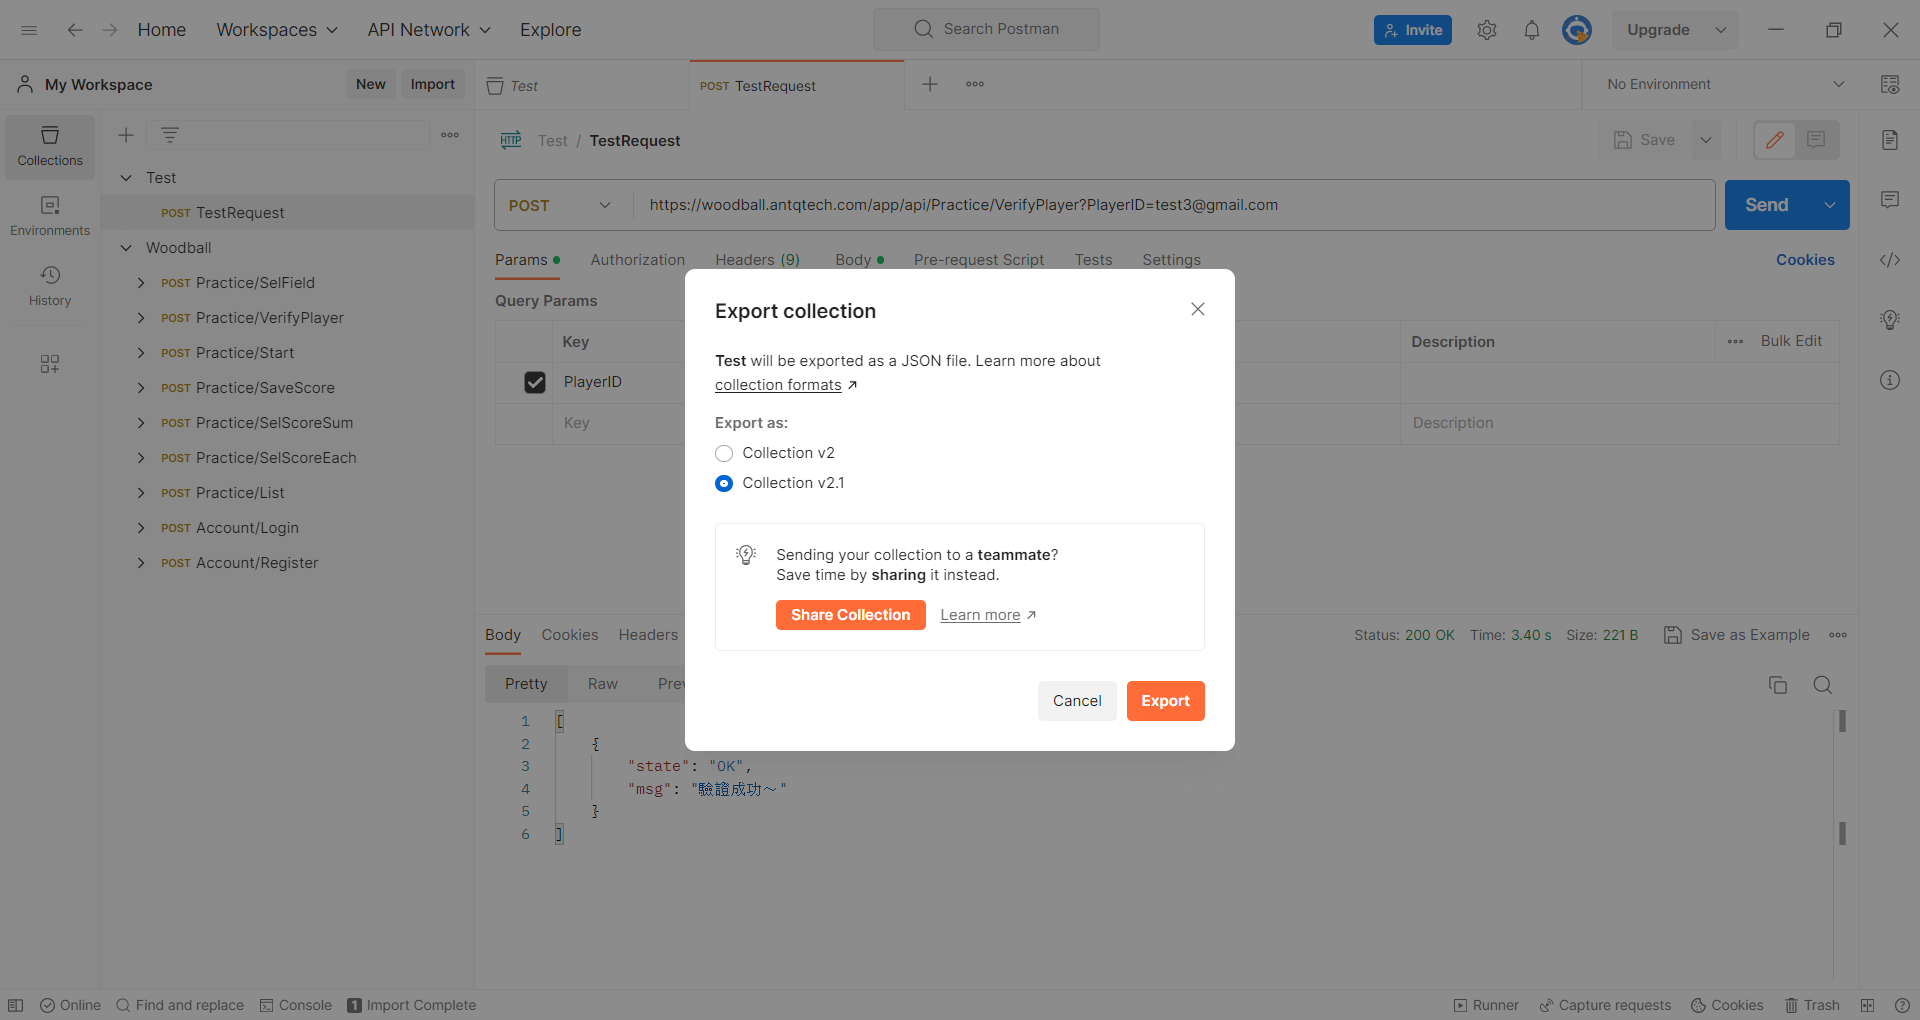 Home Workspaces API Network Explore Search Postman Invite Upgrade
My Workspace New Import Test POST TestRequest No Environment
Collections
Environments
History
Test
POST TestRequest
Woodball
POST Practice/SelField
POST Practice/VerifyPlayer
POST Practice/Start
POST Practice/SaveScore
POST Practice/SelScoreSum
POST Practice/SelScoreEach
POST Practice/List
POST Account/Login
POST Account/Register
HTTP Test / TestRequest Save
POST https://woodball.antqtech.com/app/api/Practice/VerifyPlayer?PlayerID=test3@gmail.com Send
Params Authorization Headers (9) Body Pre-request Script Tests Settings Cookies
Query Params
Key Description Bulk Edit
PlayerID
Key Description
Export collection
Test will be exported as a JSON file. Learn more about
collection formats
Export as:
Collection v2
Collection v2.1
Sending your collection to a teammate?
Save time by sharing it instead.
Share Collection Learn more
Cancel Export
Body Cookies Headers Status: 200 OK Time: 3.40 s Size: 221 B Save as Example
Pretty Raw Prev
1 [
2 {
3 "state": "OK",
4 "msg": "驗證成功～"
5 }
6 ]
Online Find and replace Console 1 Import Complete Runner Capture requests Cookies Trash